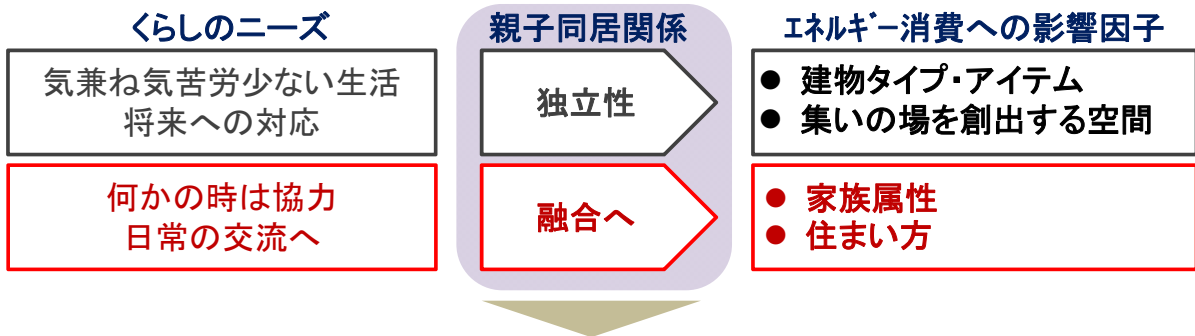 くらしのニーズ
親子同居関係
ｴﾈﾙｷﾞｰ消費への影響因子
気兼ね気苦労少ない生活
将来への対応
独立性
● 建物タイプ・アイテム
● 集いの場を創出する空間
何かの時は協力
日常の交流へ
融合へ
● 家族属性
● 住まい方